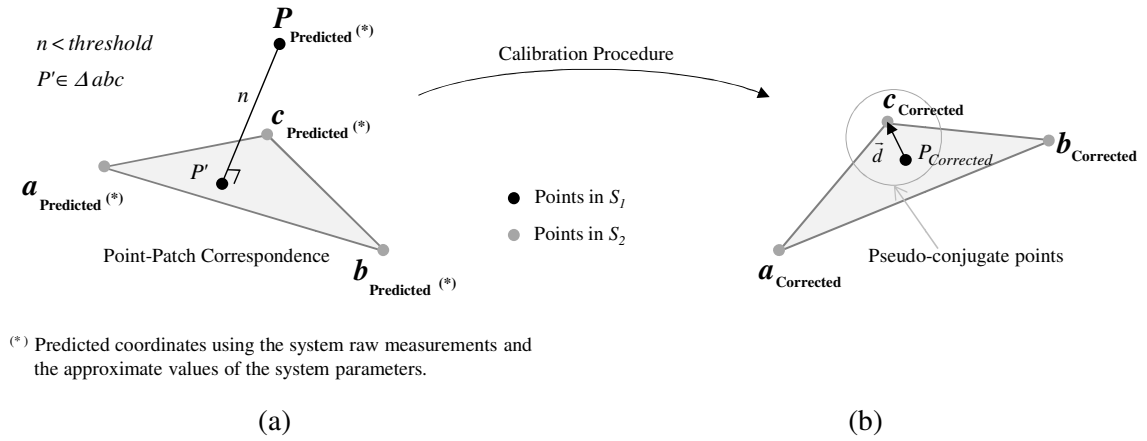 n < threshold
P' ∈ Δ abc
P Predicted (*)
n
c Predicted (*)
P'
a Predicted (*)
Point-Patch Correspondence
b Predicted (*)
Calibration Procedure
Points in S1
Points in S2
c Corrected
d⃗
P Corrected
b Corrected
a Corrected
Pseudo-conjugate points
(*) Predicted coordinates using the system raw measurements and
the approximate values of the system parameters.
(a)
(b)